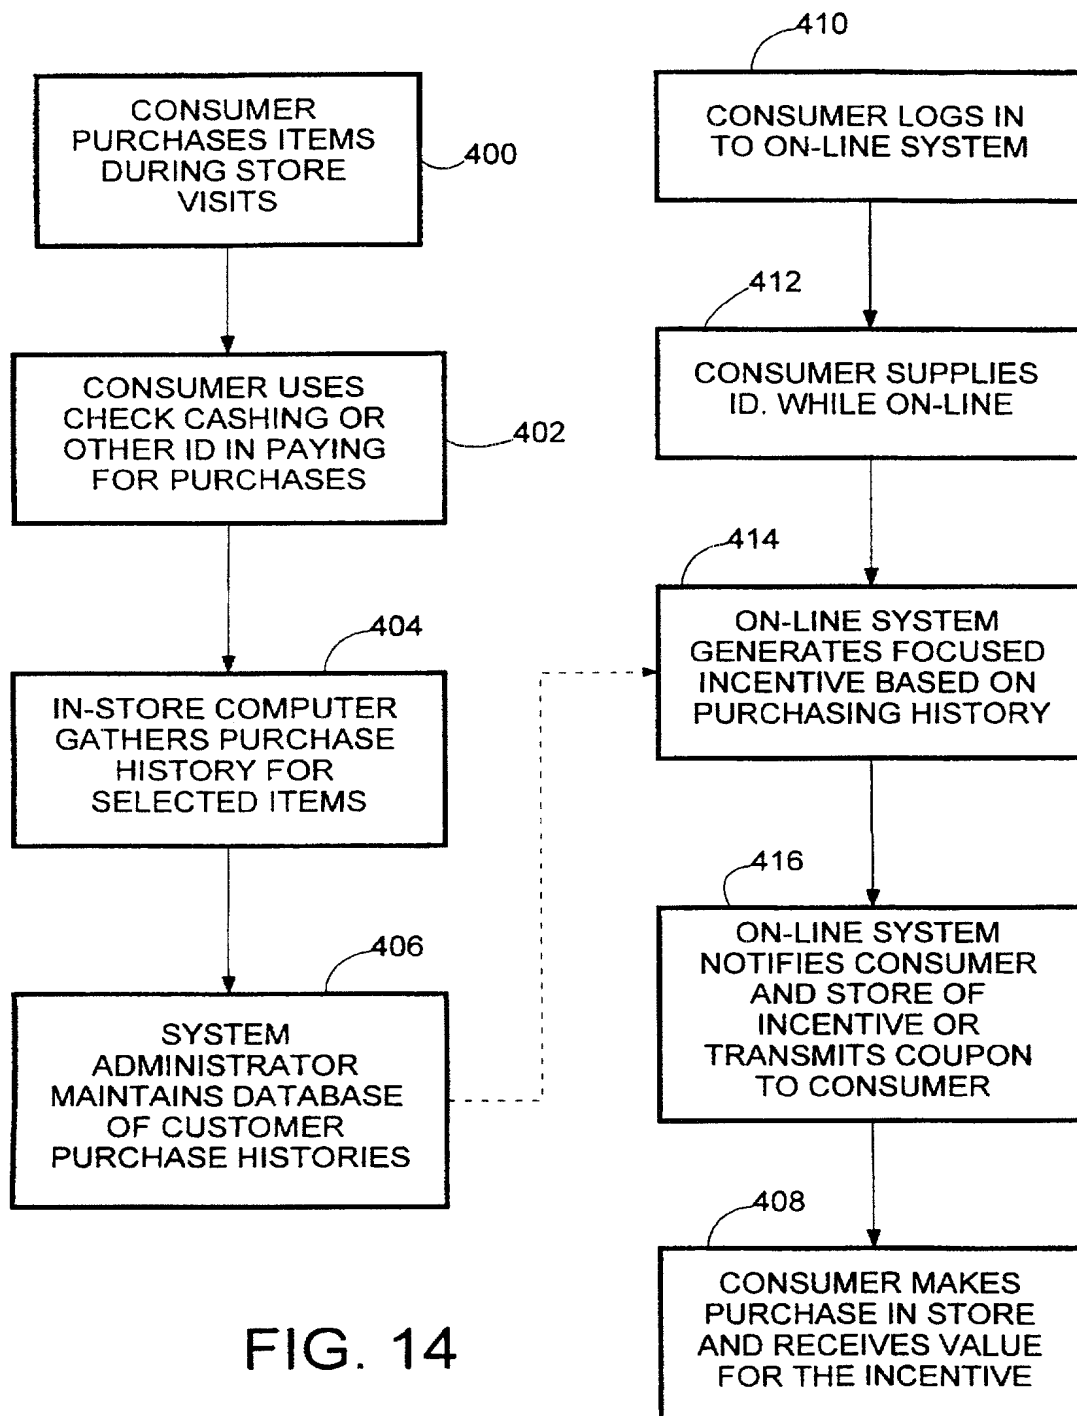 CONSUMER
PURCHASES ITEMS
DURING STORE
VISITS
400
CONSUMER USES
CHECK CASHING OR
OTHER ID IN PAYING
FOR PURCHASES
402
404
IN-STORE COMPUTER
GATHERS PURCHASE
HISTORY FOR
SELECTED ITEMS
406
SYSTEM
ADMINISTRATOR
MAINTAINS DATABASE
OF CUSTOMER
PURCHASE HISTORIES
410
CONSUMER LOGS IN
TO ON-LINE SYSTEM
412
CONSUMER SUPPLIES
ID. WHILE ON-LINE
414
ON-LINE SYSTEM
GENERATES FOCUSED
INCENTIVE BASED ON
PURCHASING HISTORY
416
ON-LINE SYSTEM
NOTIFIES CONSUMER
AND STORE OF
INCENTIVE OR
TRANSMITS COUPON
TO CONSUMER
408
CONSUMER MAKES
PURCHASE IN STORE
AND RECEIVES VALUE
FOR THE INCENTIVE
FIG. 14